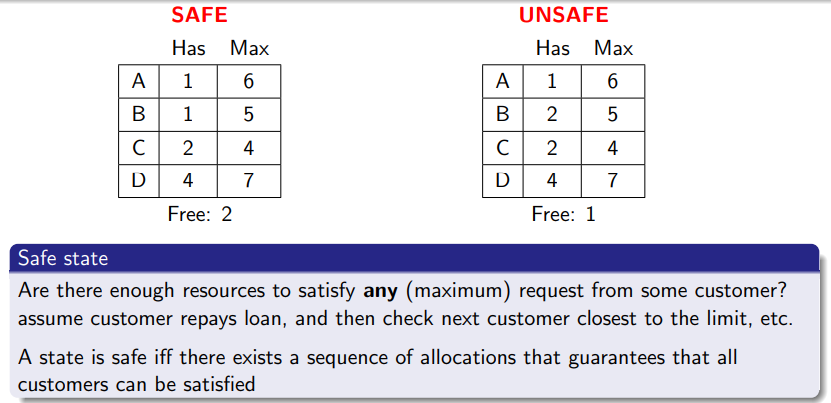 SAFE UNSAFE
Has Max Has Max
A 1 6 A 1 6
B 1 5 B 2 5
C 2 4 C 2 4
D 4 7 D 4 7
Free: 2 Free: 1
Safe state
Are there enough resources to satisfy any (maximum) request from some customer?
assume customer repays loan, and then check next customer closest to the limit, etc.
A state is safe iff there exists a sequence of allocations that guarantees that all
customers can be satisfied